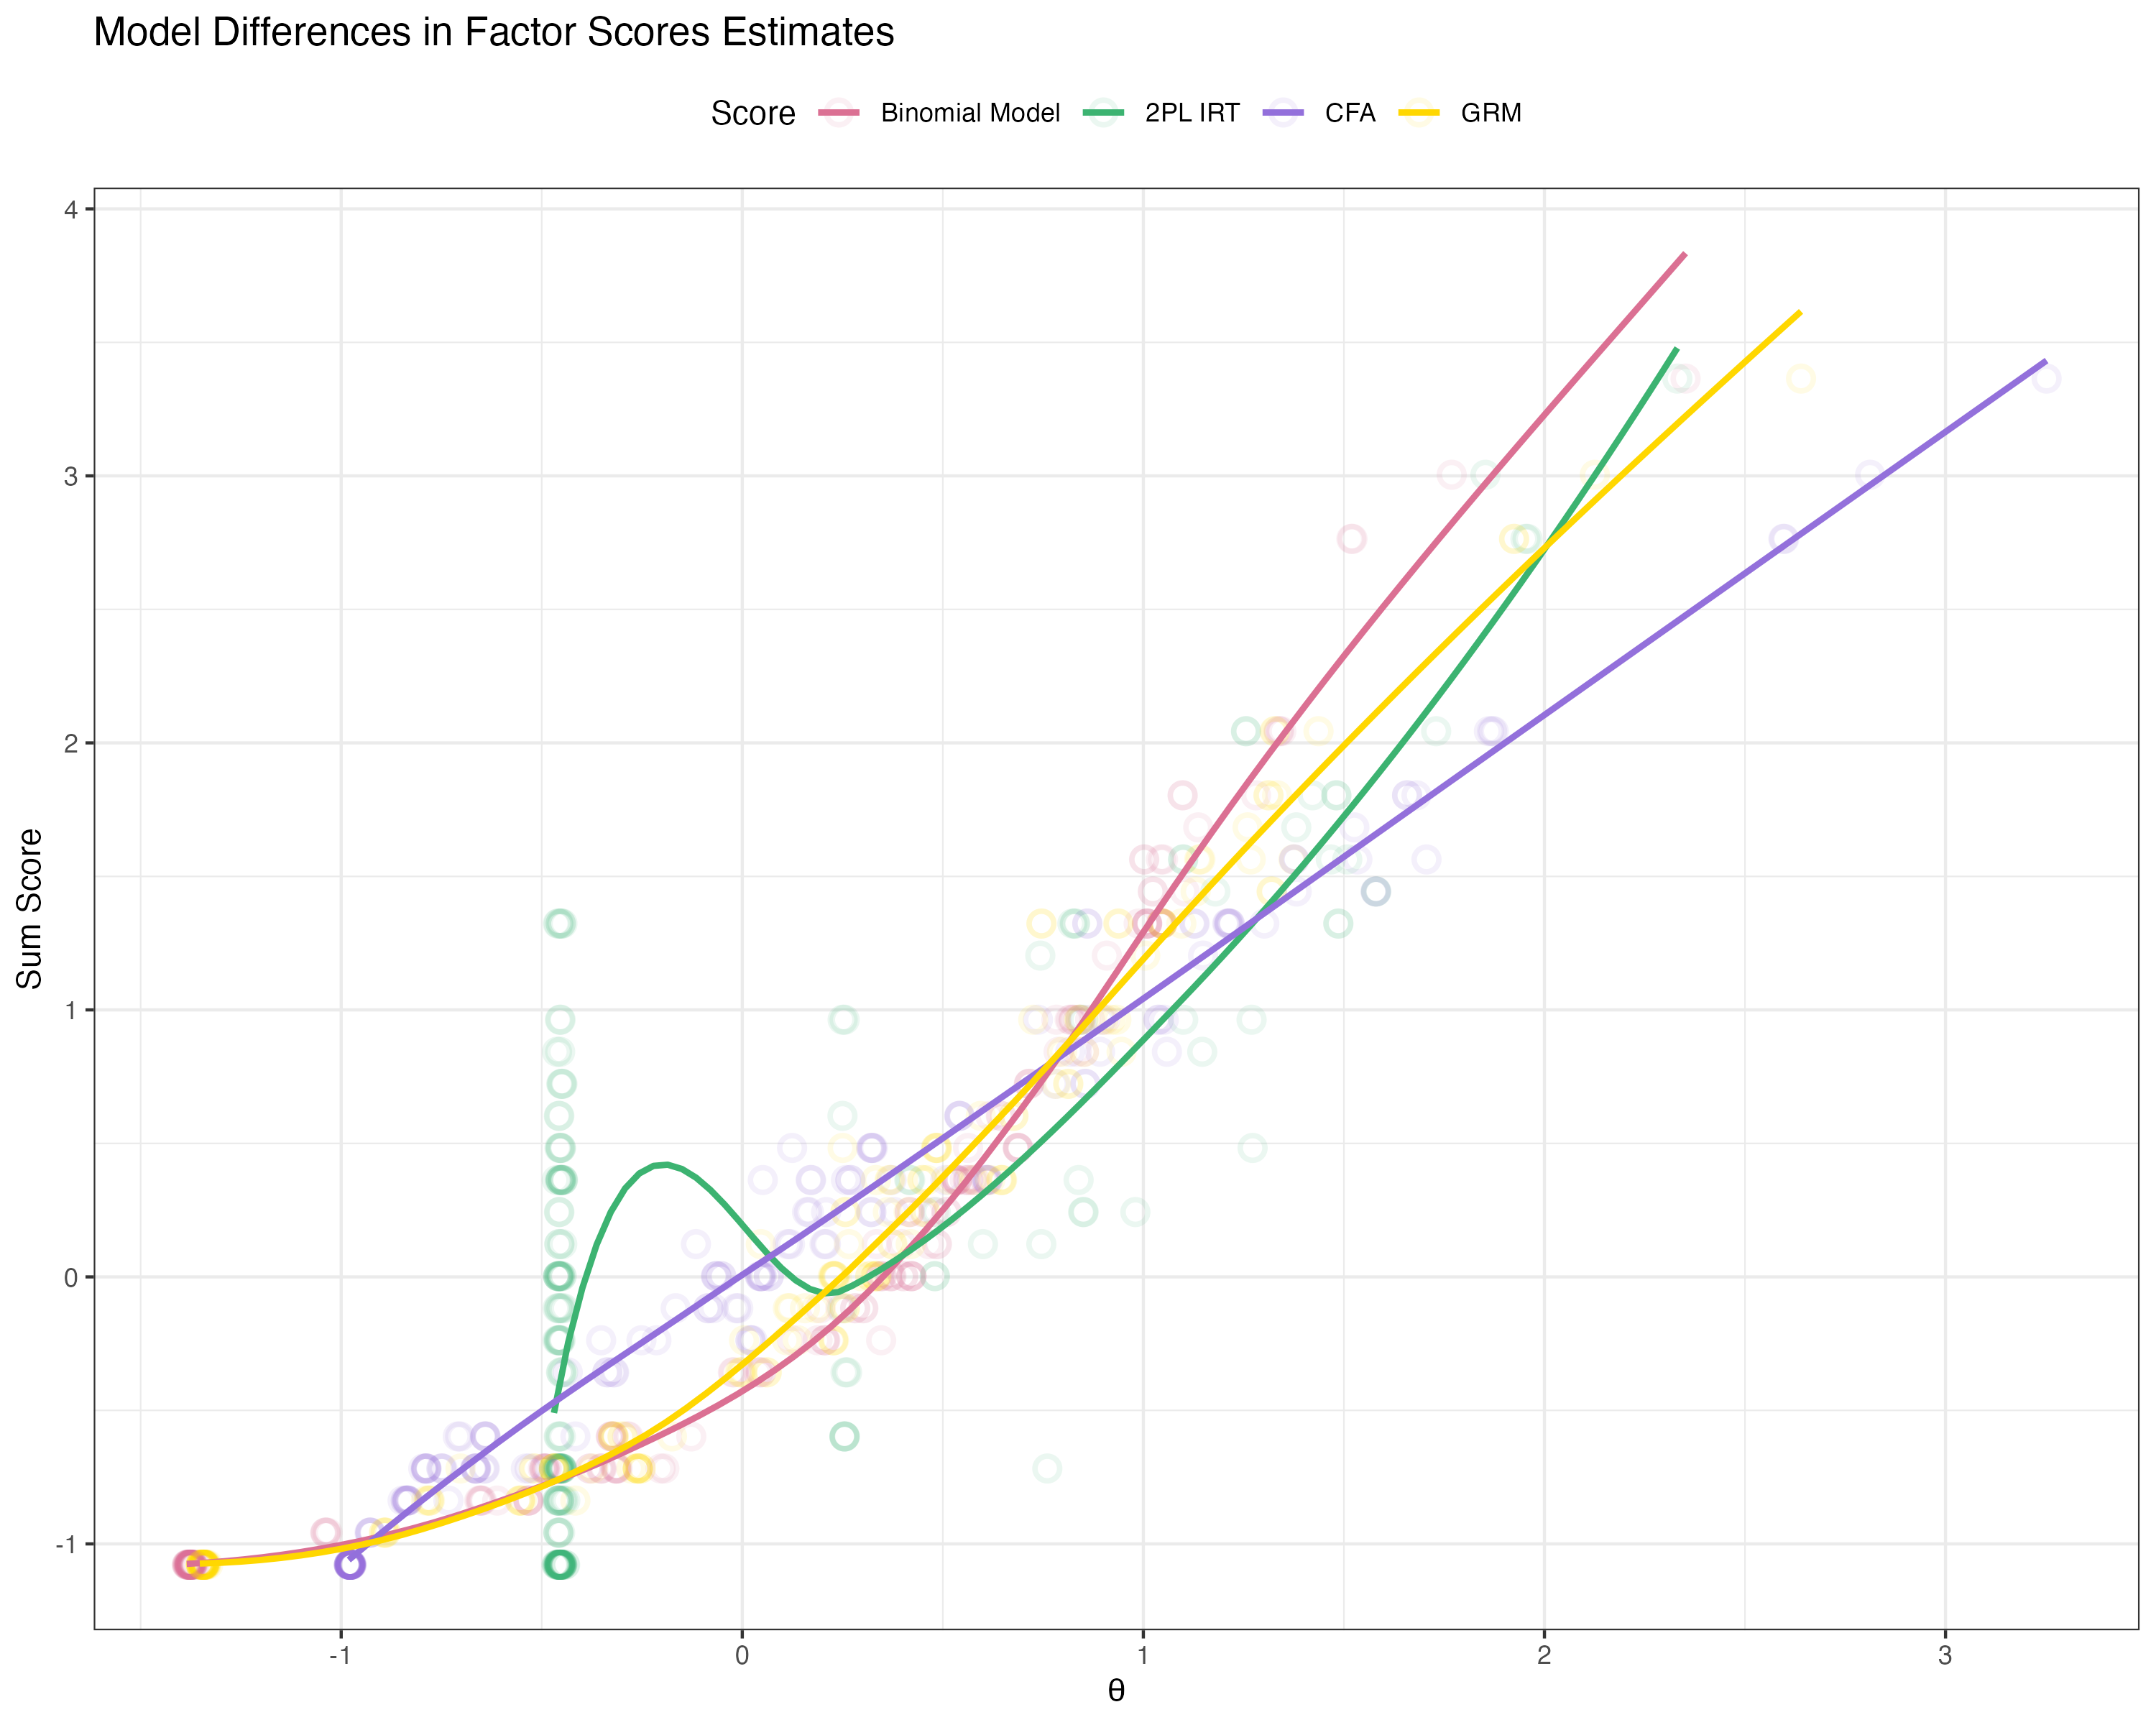 Model Differences in Factor Scores Estimates
Score Binomial Model 2PL IRT CFA GRM
4
3
2
1
0
-1
Sum Score
-1 0 1 2 3
θ